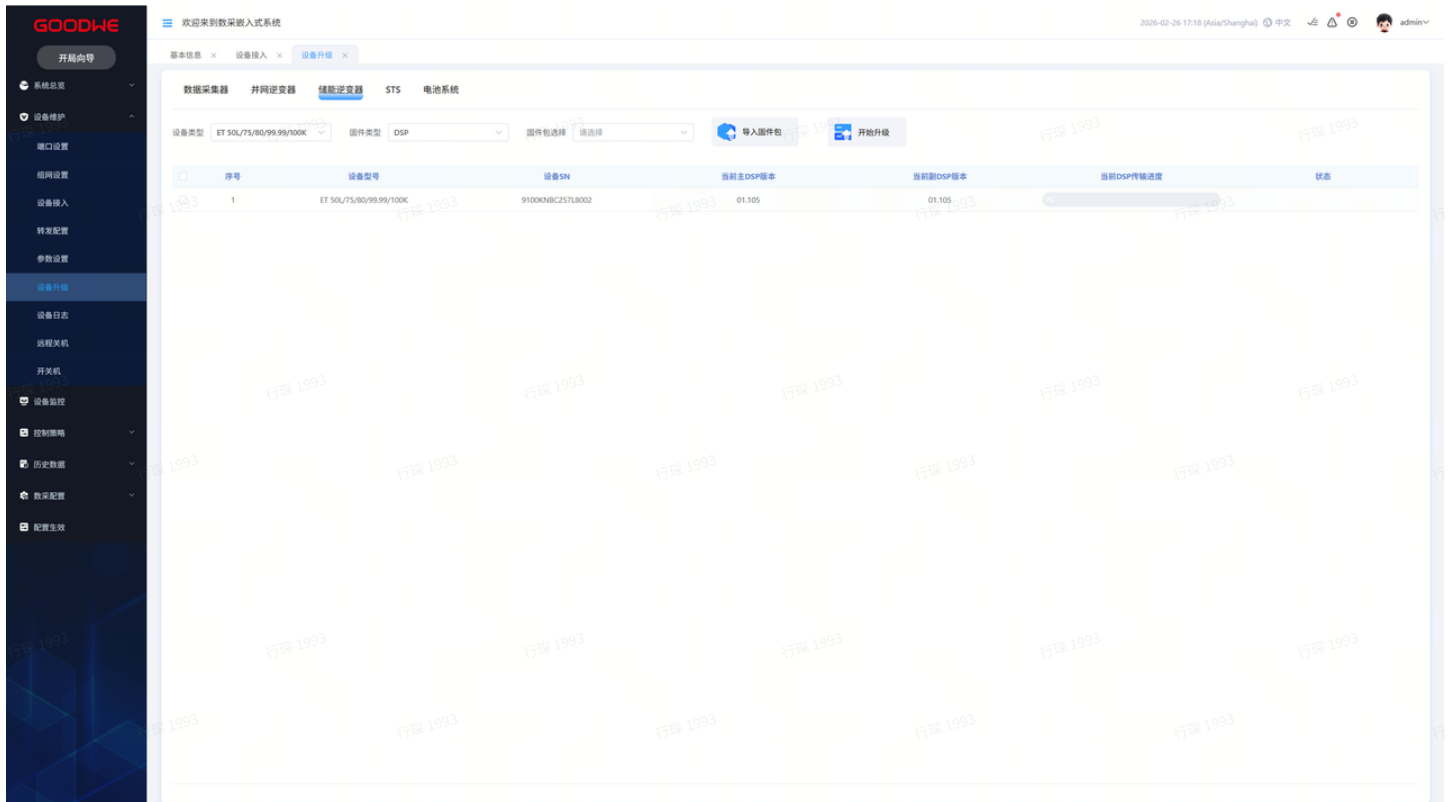 GOODWE
欢迎来到数采嵌入式系统
2026-02-26 17:18 (Asia/Shanghai) 中文 admin
开局向导
基本信息 × 设备接入 × 设备升级 ×
系统总览
设备维护
端口设置
组网设置
设备接入
转发配置
参数设置
设备升级
设备日志
远程关机
开关机
设备监控
控制策略
历史数据
数采配置
配置生效
数据采集器 并网逆变器 储能逆变器 STS 电池系统
设备类型 ET 50L/75/80/99.99/100K 固件类型 DSP 固件包选择 请选择 导入固件包 开始升级
序号 设备型号 设备SN 当前主DSP版本 当前副DSP版本 当前DSP传输进度 状态
1 ET 50L/75/80/99.99/100K 9100KNBC257L8002 01.105 01.105
行琛 1993